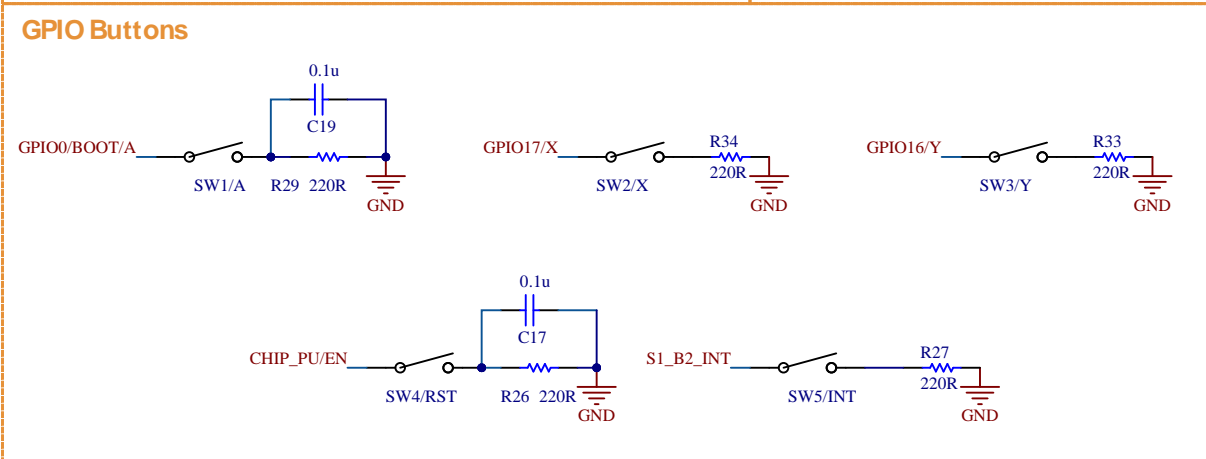 GPIO Buttons
0.1u
C19
GPIO0/BOOT/A
SW1/A
R29 220R
GND
GPIO17/X
SW2/X
R34
220R
GND
GPIO16/Y
SW3/Y
R33
220R
GND
0.1u
C17
CHIP_PU/EN
SW4/RST
R26 220R
GND
S1_B2_INT
SW5/INT
R27
220R
GND